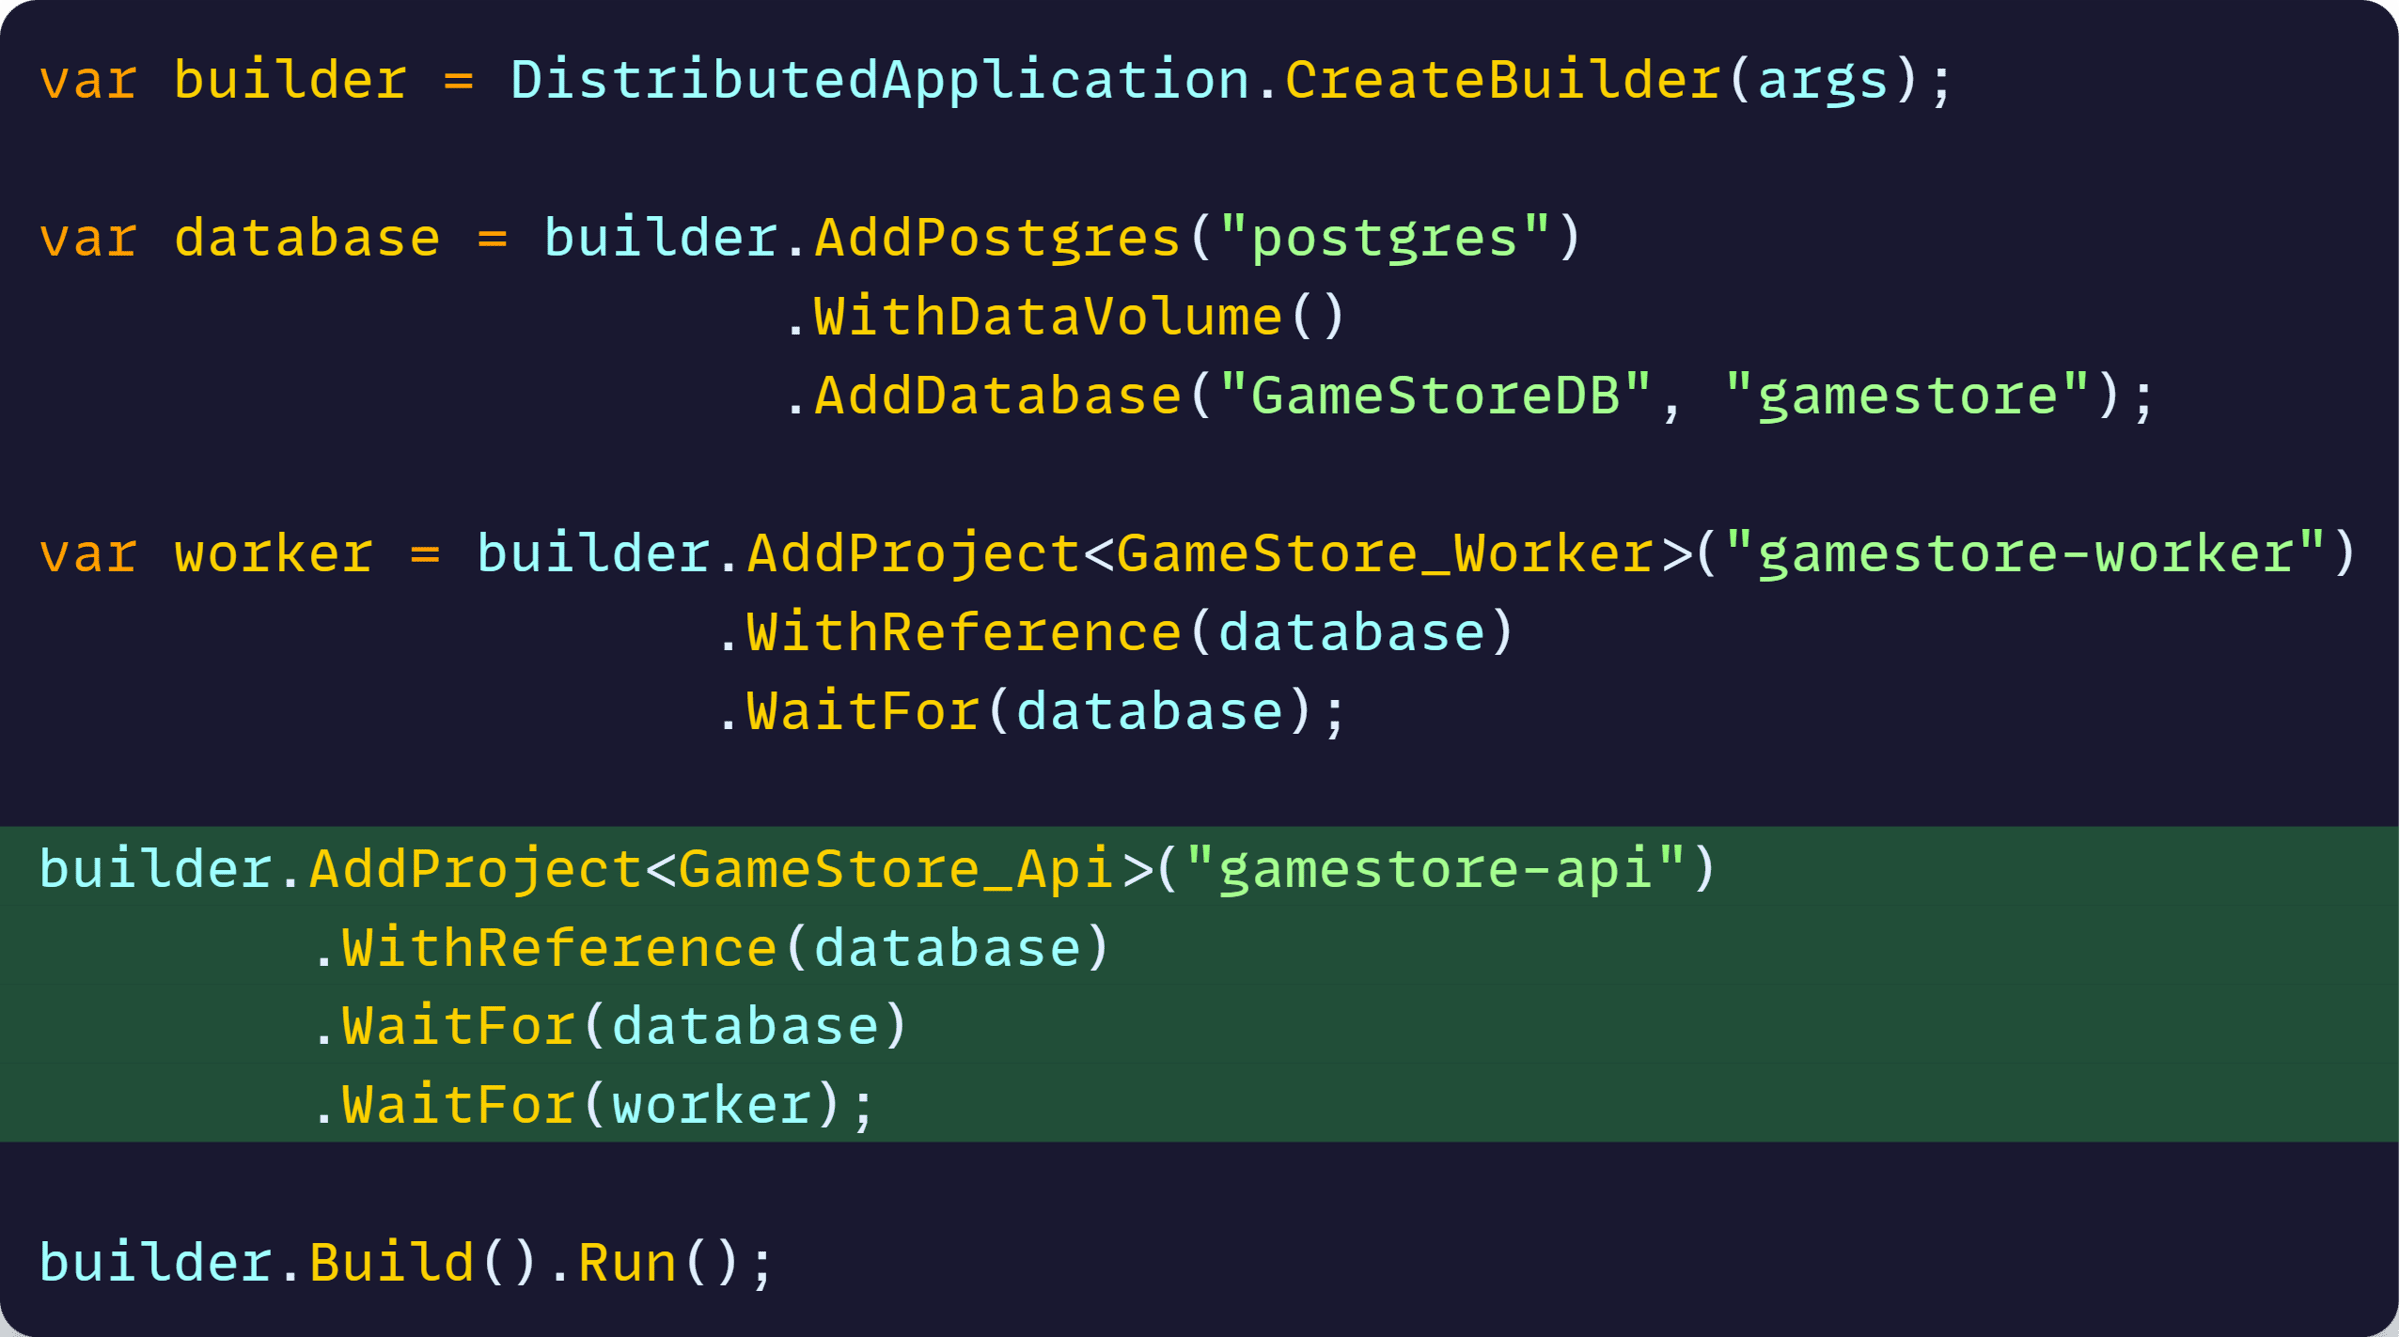 var builder = DistributedApplication.CreateBuilder(args);
var database = builder.AddPostgres("postgres")
.WithDataVolume()
.AddDatabase("GameStoreDB", "gamestore");
var worker = builder.AddProject<GameStore_Worker>("gamestore-worker")
.WithReference(database)
.WaitFor(database);
builder.AddProject<GameStore_Api>("gamestore-api")
.WithReference(database)
.WaitFor(database)
.WaitFor(worker);
builder.Build().Run();